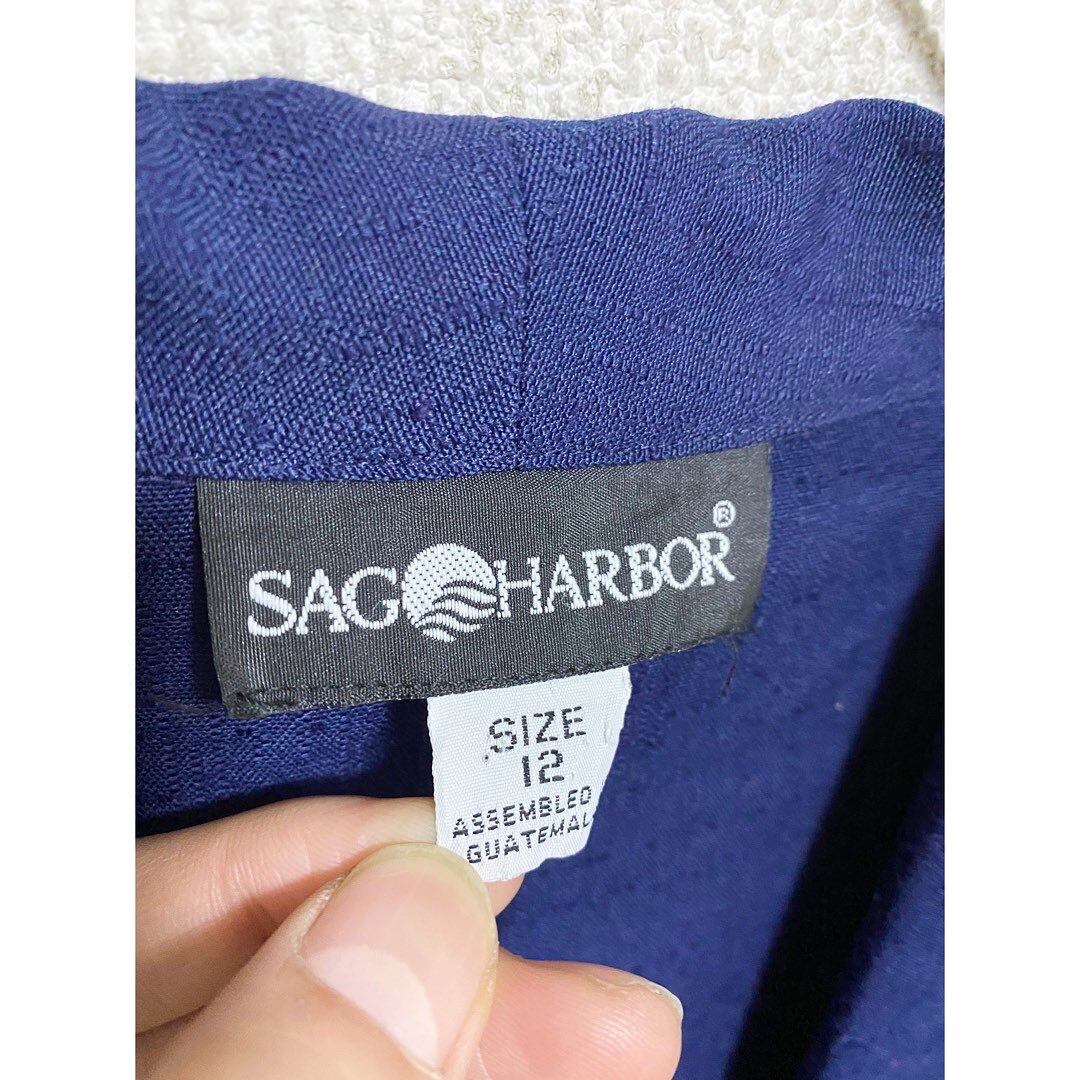 SAG HARBOR®
SIZE
12
ASSEMBLED
GUATEMAL